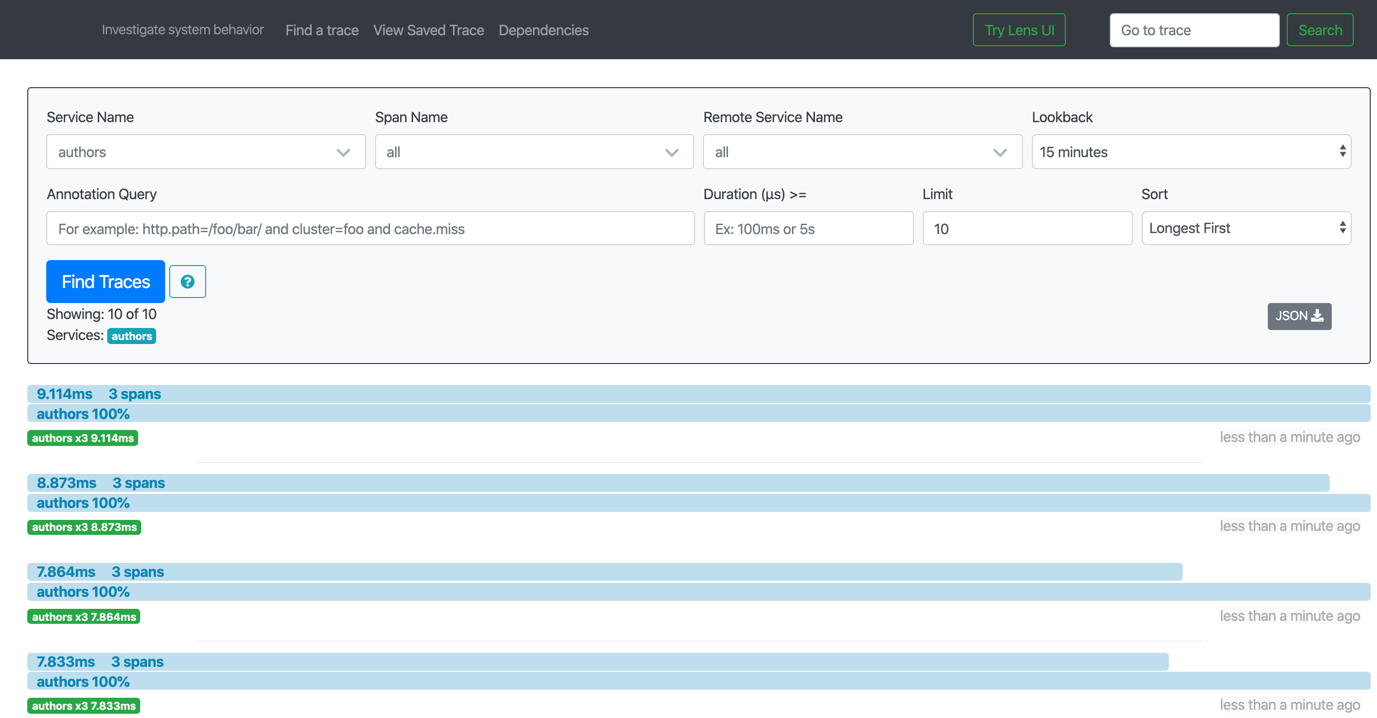 Investigate system behavior Find a trace View Saved Trace Dependencies Try Lens UI Go to trace Search
Service Name Span Name Remote Service Name Lookback
authors all all 15 minutes
Annotation Query Duration (μs) >= Limit Sort
For example: http.path=/foo/bar/ and cluster=foo and cache.miss Ex: 100ms or 5s 10 Longest First
Find Traces ?
Showing: 10 of 10
JSON
Services: authors
9.114ms 3 spans
authors 100%
authors x3 9.114ms less than a minute ago
8.873ms 3 spans
authors 100%
authors x3 8.873ms less than a minute ago
7.864ms 3 spans
authors 100%
authors x3 7.864ms less than a minute ago
7.833ms 3 spans
authors 100%
authors x3 7.833ms less than a minute ago